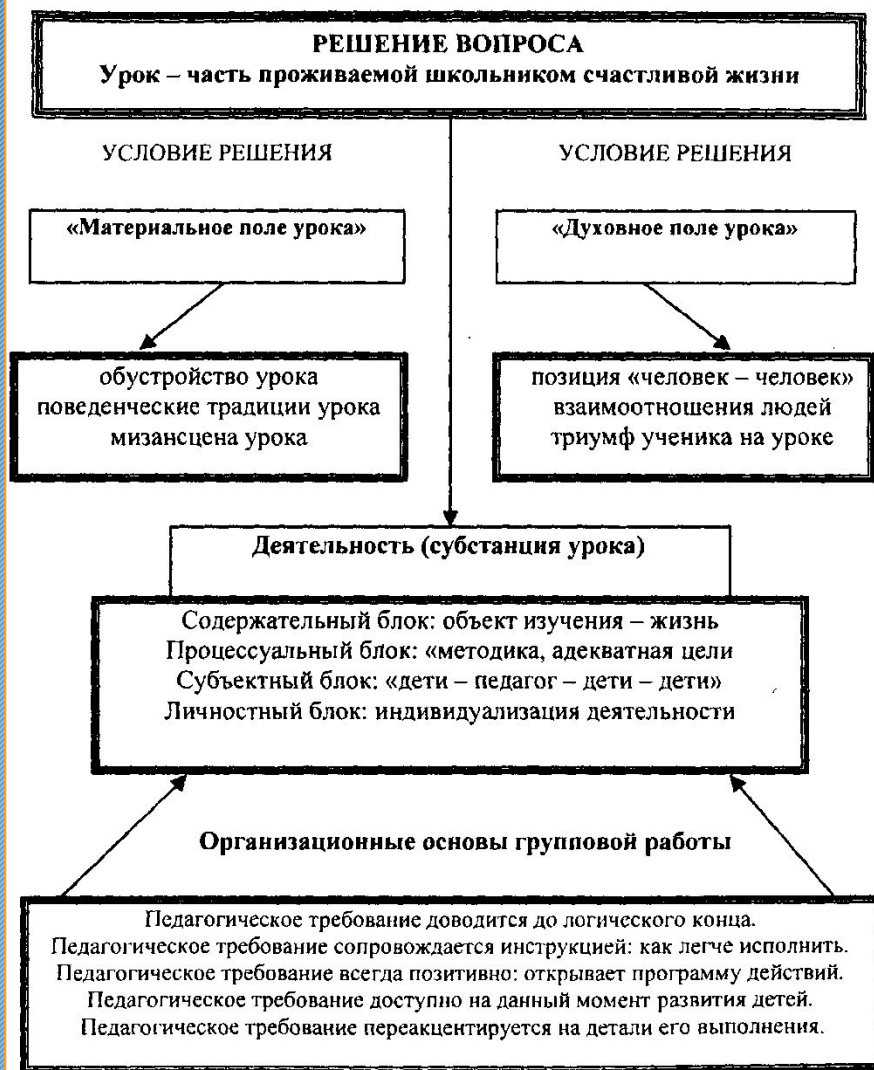 РЕШЕНИЕ ВОПРОСА
Урок – часть проживаемой школьником счастливой жизни
УСЛОВИЕ РЕШЕНИЯ
УСЛОВИЕ РЕШЕНИЯ
«Материальное поле урока»
«Духовное поле урока»
обустройство урока
поведенческие традиции урока
мизансцена урока
позиция «человек – человек»
взаимоотношения людей
триумф ученика на уроке
Деятельность (субстанция урока)
Содержательный блок: объект изучения – жизнь
Процессуальный блок: «методика, адекватная цели
Субъектный блок: «дети – педагог – дети – дети»
Личностный блок: индивидуализация деятельности
Организационные основы групповой работы
Педагогическое требование доводится до логического конца.
Педагогическое требование сопровождается инструкцией: как легче исполнить.
Педагогическое требование всегда позитивно: открывает программу действий.
Педагогическое требование доступно на данный момент развития детей.
Педагогическое требование переакцентируется на детали его выполнения.